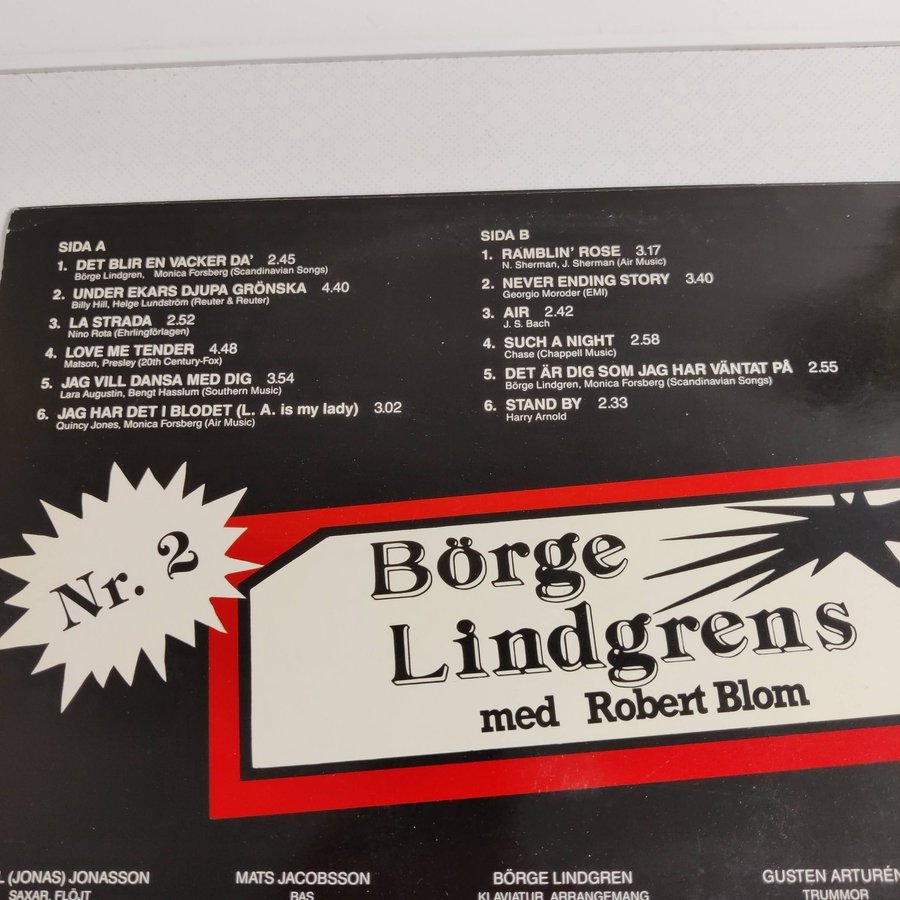 SIDA A
1. DET BLIR EN VACKER DA' 2.45
Börge Lindgren, Monica Forsberg (Scandinavian Songs)
2. UNDER EKARS DJUPA GRÖNSKA 4.40
Billy Hill, Helge Lundström (Reuter & Reuter)
3. LA STRADA 2.52
Nino Rota (Ehrlingförlagen)
4. LOVE ME TENDER 4.48
Matson, Presley (20th Century-Fox)
5. JAG VILL DANSA MED DIG 3.54
Lara Augustin, Bengt Hasslum (Southern Music)
6. JAG HAR DET I BLODET (L. A. is my lady) 3.02
Quincy Jones, Monica Forsberg (Air Music)
SIDA B
1. RAMBLIN' ROSE 3.17
N. Sherman, J. Sherman (Air Music)
2. NEVER ENDING STORY 3.40
Georgio Moroder (EMI)
3. AIR 2.42
J. S. Bach
4. SUCH A NIGHT 2.58
Chase (Chappell Music)
5. DET ÄR DIG SOM JAG HAR VÄNTAT PÅ 2.55
Börge Lindgren, Monica Forsberg (Scandinavian Songs)
6. STAND BY 2.33
Harry Arnold
Nr. 2
Börge
Lindgrens
med Robert Blom
L (JONAS) JONASSON
SAXAR, FLÖJT
MATS JACOBSSON
BAS
BÖRGE LINDGREN
KLAVIATUR, ARRANGEMANG
GUSTEN ARTURÉN
TRUMMOR